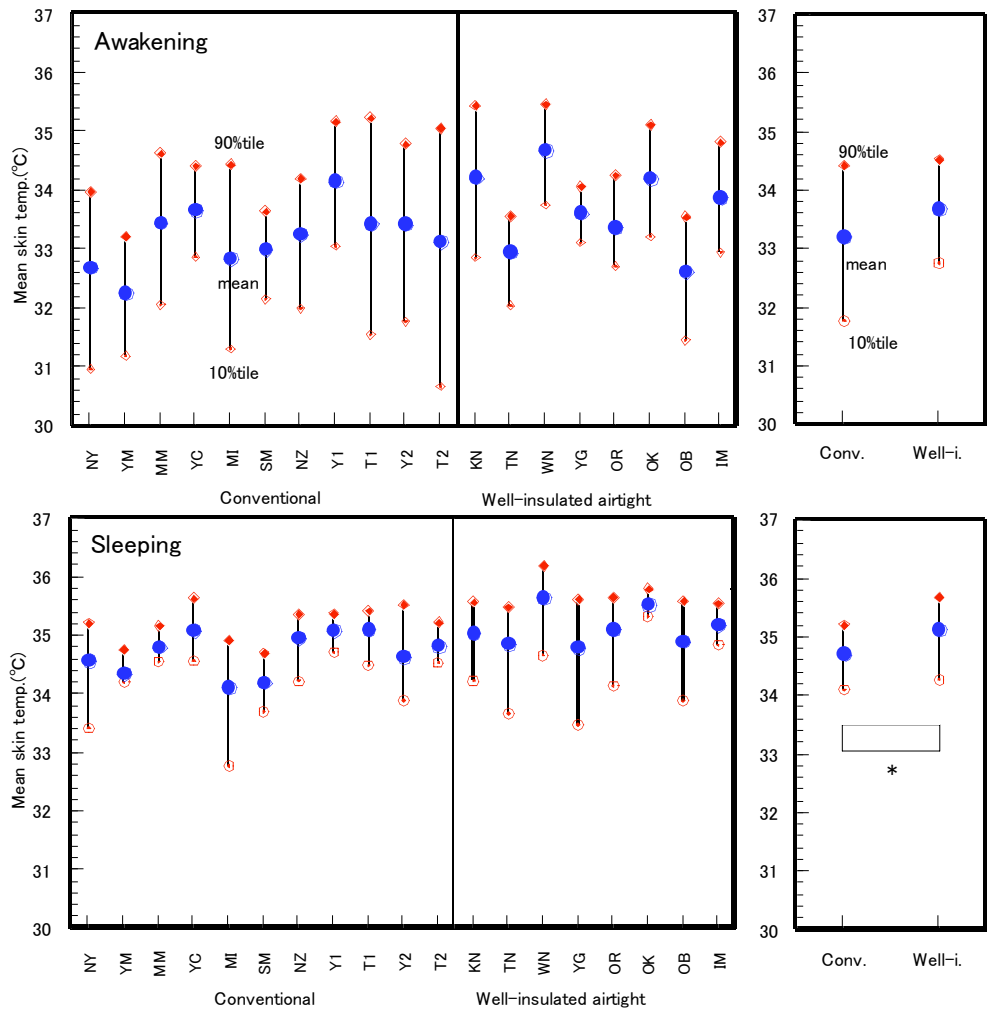 Awakening
Mean skin temp.(℃)
37
36
35
34
33
32
31
30
90%tile
mean
10%tile
NY
YM
MM
YC
MI
SM
NZ
Y1
T1
Y2
T2
KN
TN
WN
YG
OR
OK
OB
IM
Conventional
Well-insulated airtight
37
36
35
34
33
32
31
30
90%tile
mean
10%tile
Conv.
Well-i.
Sleeping
Mean skin temp.(℃)
37
36
35
34
33
32
31
30
NY
YM
MM
YC
MI
SM
NZ
Y1
T1
Y2
T2
KN
TN
WN
YG
OR
OK
OB
IM
Conventional
Well-insulated airtight
37
36
35
34
33
32
31
30
*
Conv.
Well-i.